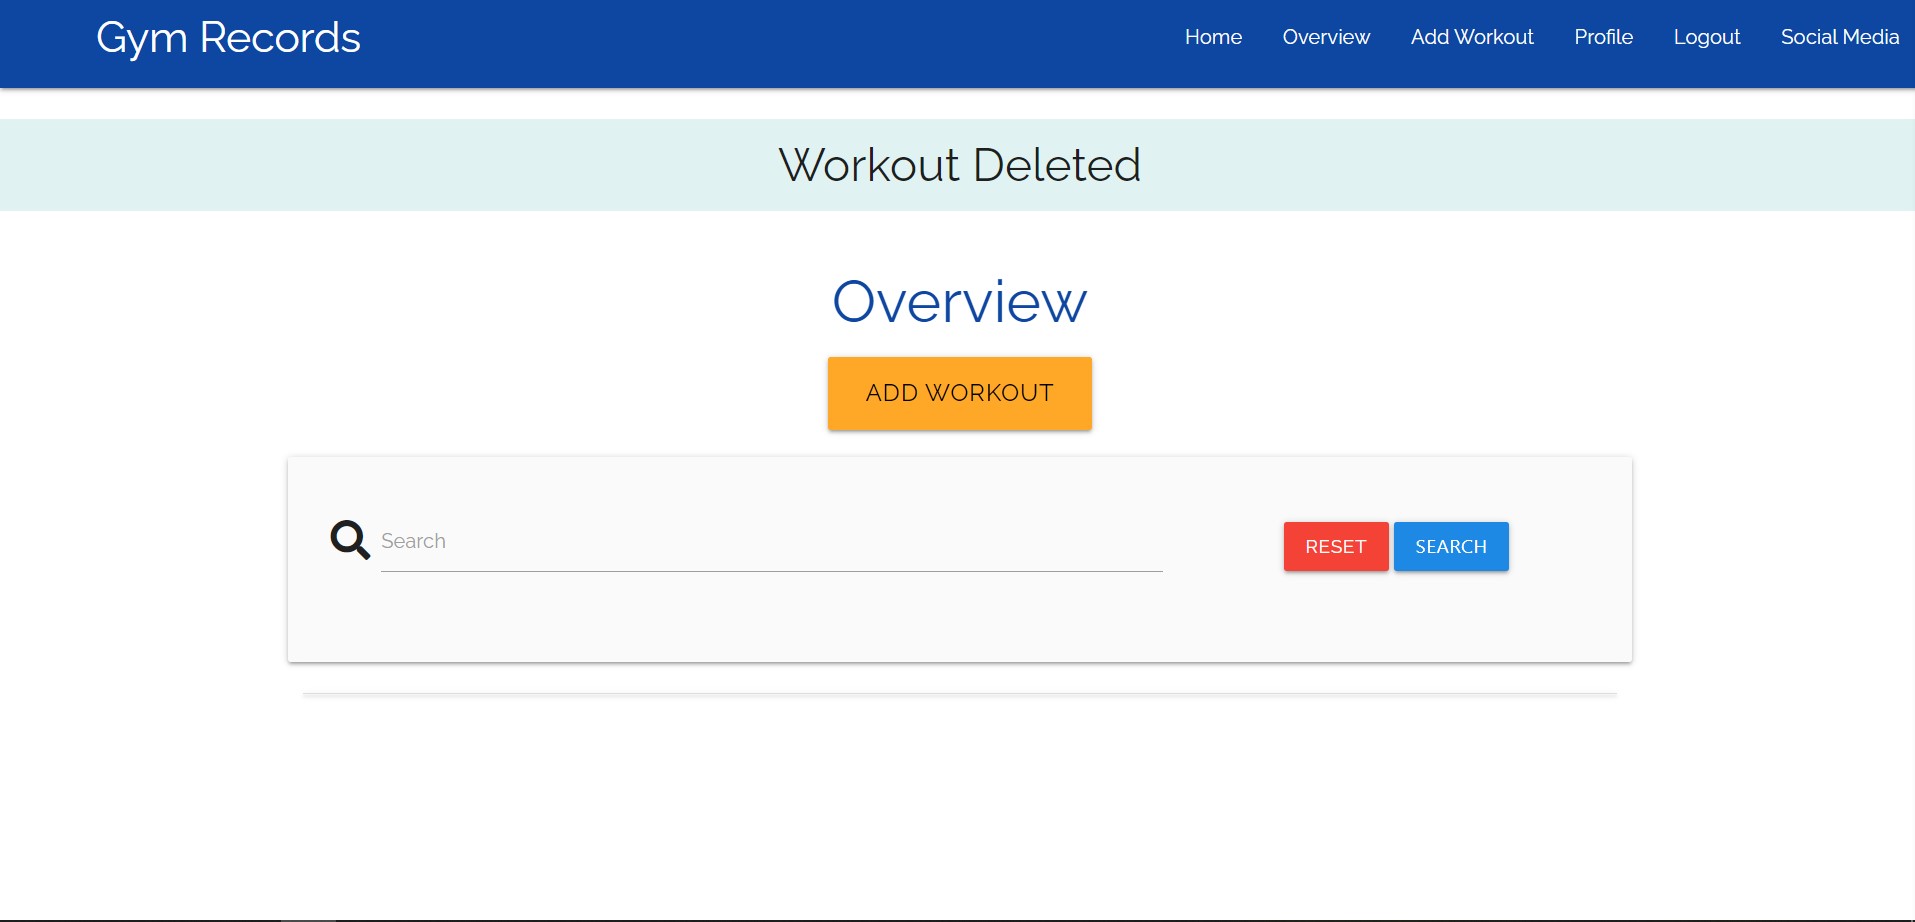 Gym Records
Home Overview Add Workout Profile Logout Social Media
Workout Deleted
Overview
ADD WORKOUT
Search RESET SEARCH